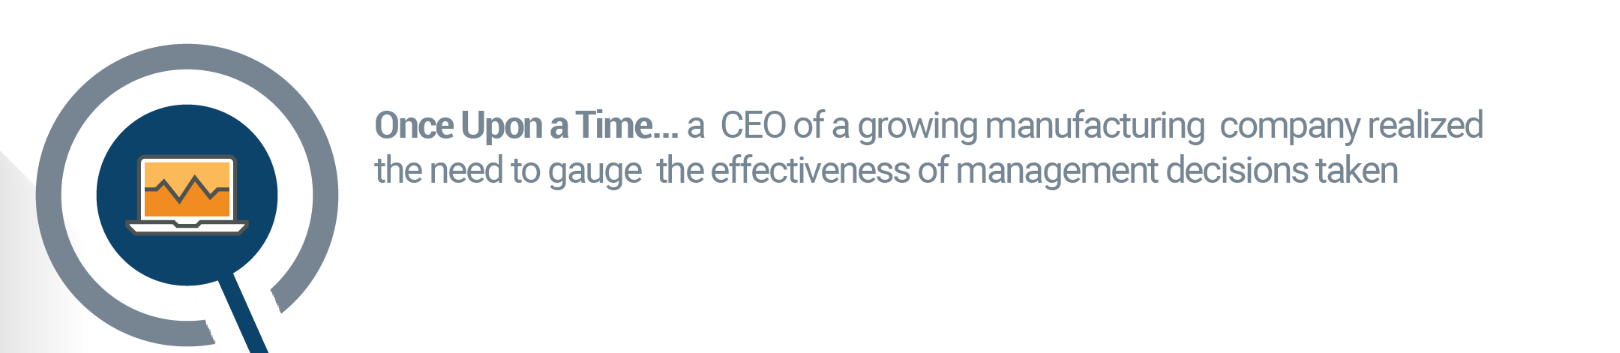 Once Upon a Time... a CEO of a growing manufacturing company realized
the need to gauge the effectiveness of management decisions taken